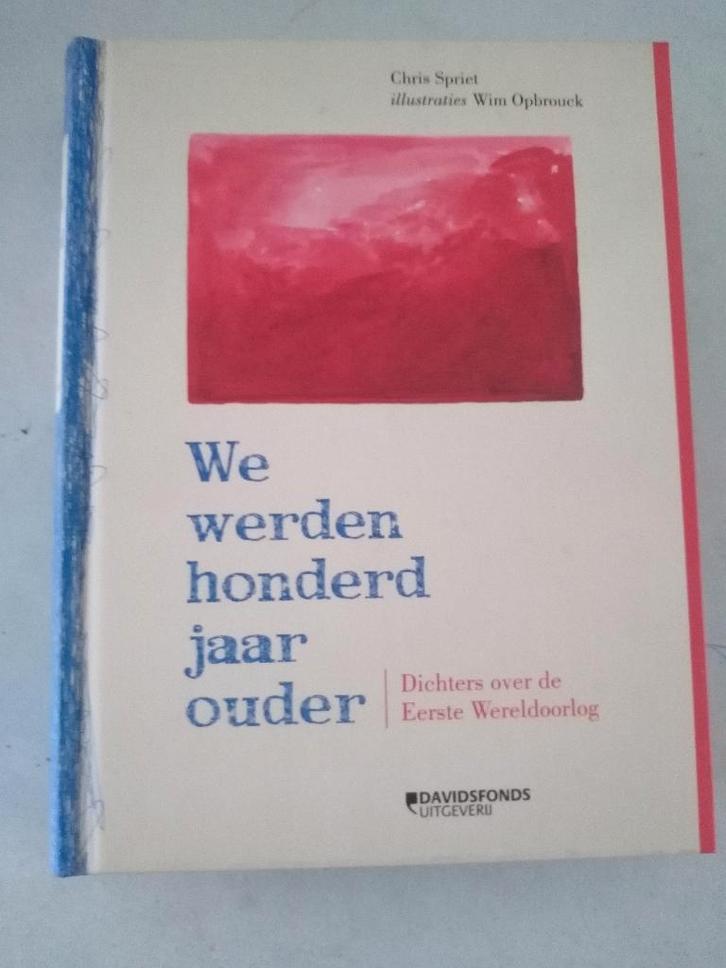 Chris Spriet
illustraties Wim Opbrouck
We
werden
honderd
jaar
ouder
Dichters over de
Eerste Wereldoorlog
DAVIDSFONDS
UITGEVERIJ